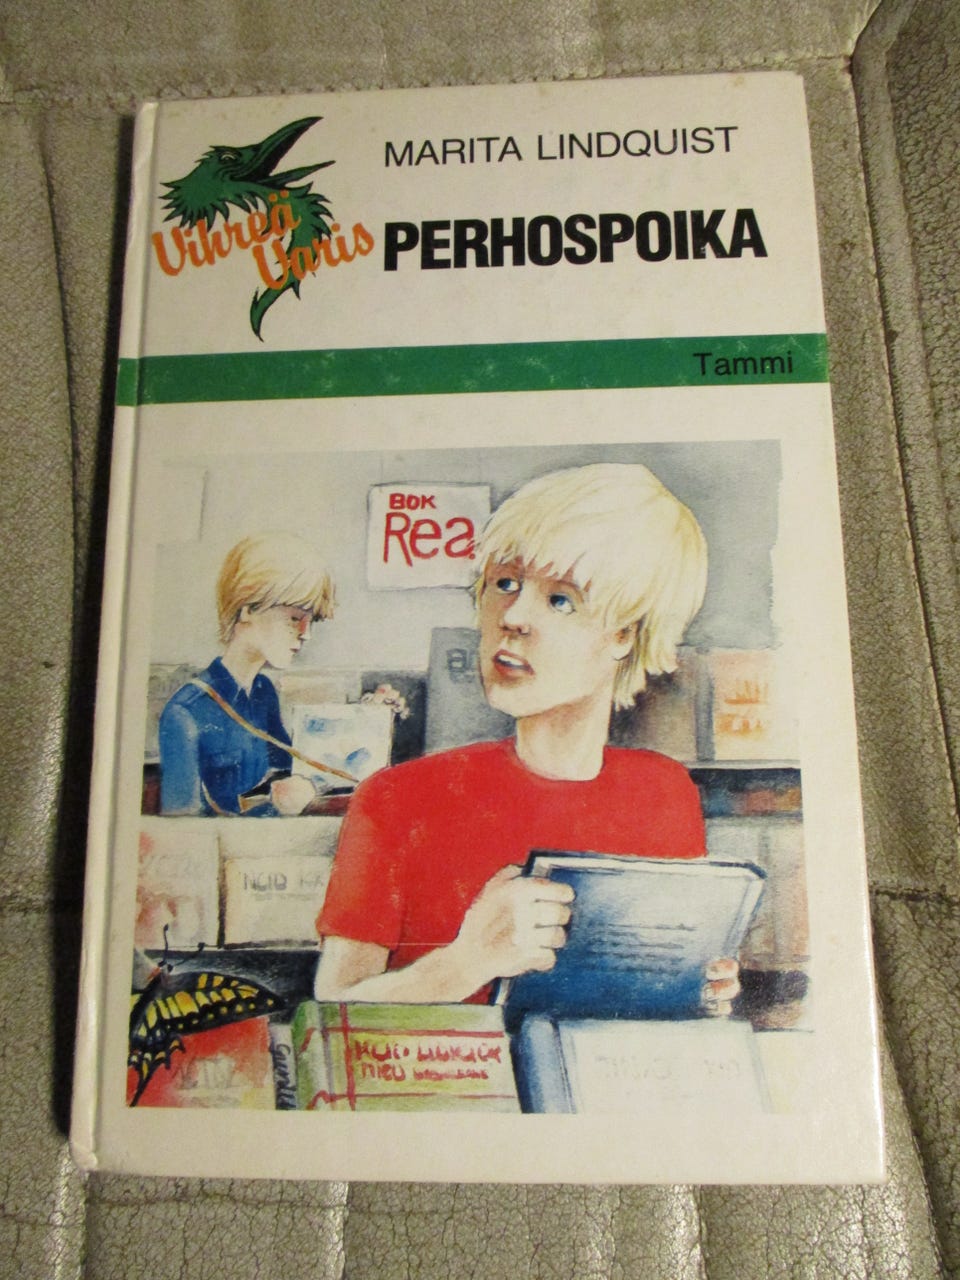 MARITA LINDQUIST
Vihreä
Varis
PERHOSPOIKA
Tammi
BOK
Rea